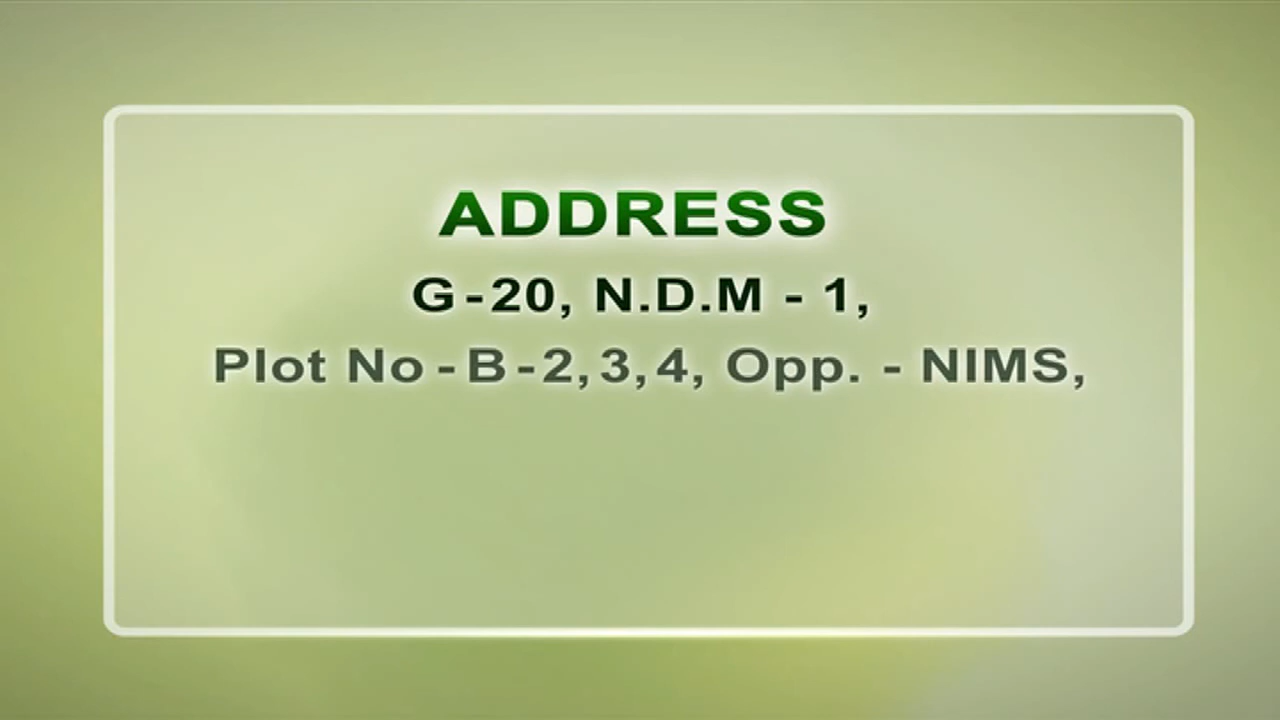 ADDRESS
G-20, N.D.M - 1,
Plot No-B-2,3,4, Opp. - NIMS,